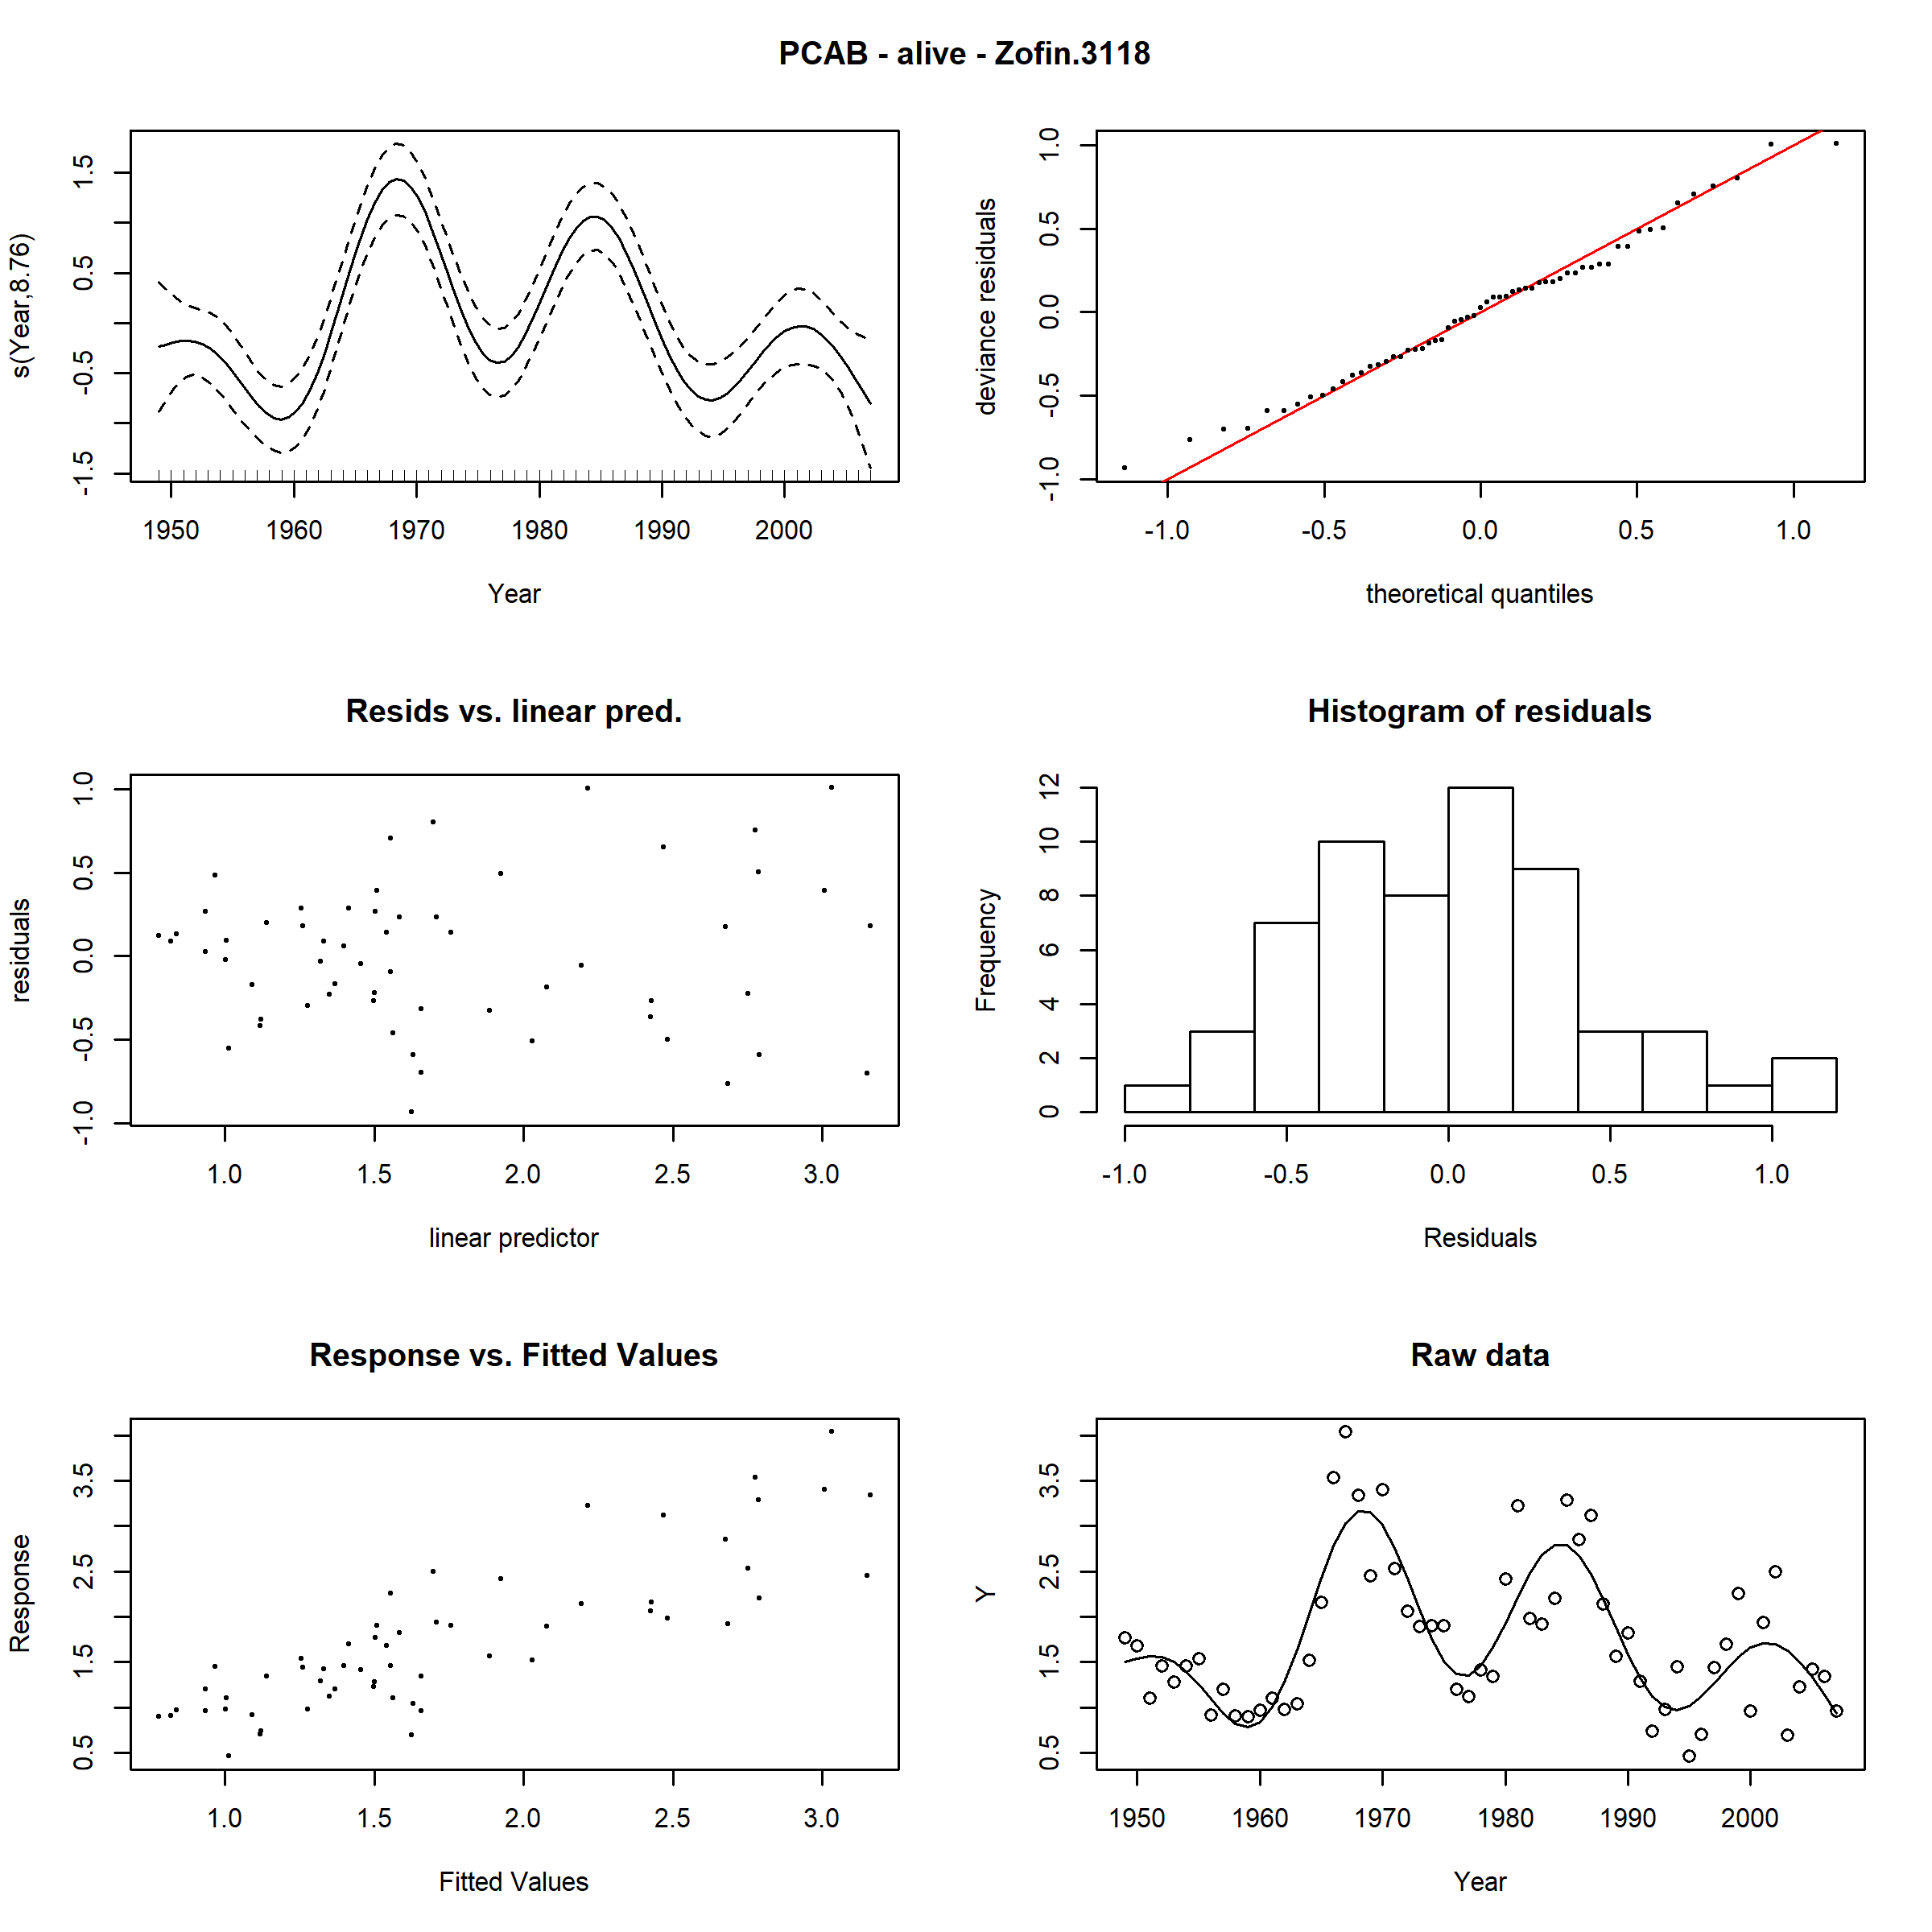 PCAB - alive - Zofin.3118
s(Year,8.76)
-1.5 -0.5 0.5 1.5
1950 1960 1970 1980 1990 2000
Year
deviance residuals
-1.0 -0.5 0.0 0.5 1.0
-1.0 -0.5 0.0 0.5 1.0
theoretical quantiles
Resids vs. linear pred.
residuals
-1.0 -0.5 0.0 0.5 1.0
1.0 1.5 2.0 2.5 3.0
linear predictor
Histogram of residuals
Frequency
0 2 4 6 8 10 12
-1.0 -0.5 0.0 0.5 1.0
Residuals
Response vs. Fitted Values
Response
0.5 1.5 2.5 3.5
1.0 1.5 2.0 2.5 3.0
Fitted Values
Raw data
Y
0.5 1.5 2.5 3.5
1950 1960 1970 1980 1990 2000
Year